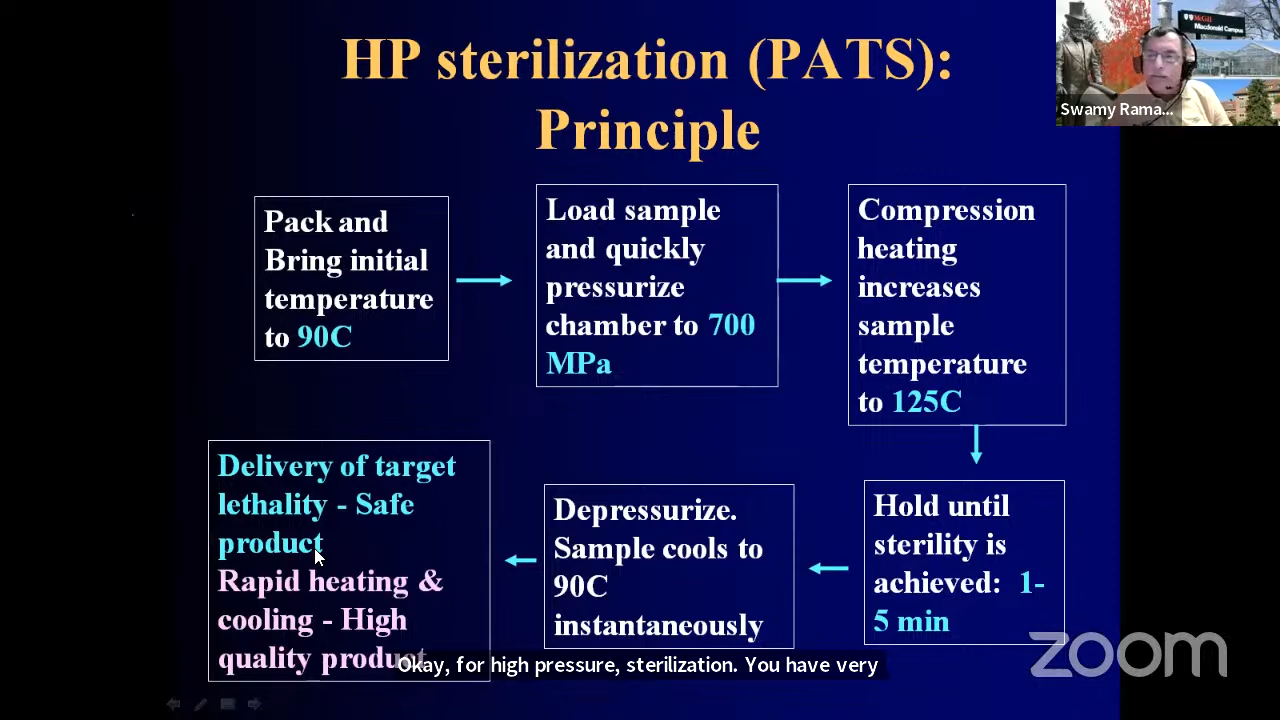 HP sterilization (PATS):
Principle
McGill
Macdonald Campus
Swamy Rama...
Pack and
Bring initial
temperature
to 90C
Load sample
and quickly
pressurize
chamber to 700
MPa
Compression
heating
increases
sample
temperature
to 125C
Hold until
sterility is
achieved: 1-
5 min
Depressurize.
Sample cools to
90C
instantaneously
Delivery of target
lethality - Safe
product
Rapid heating &
cooling - High
quality product
Okay, for high pressure, sterilization. You have very
zoom